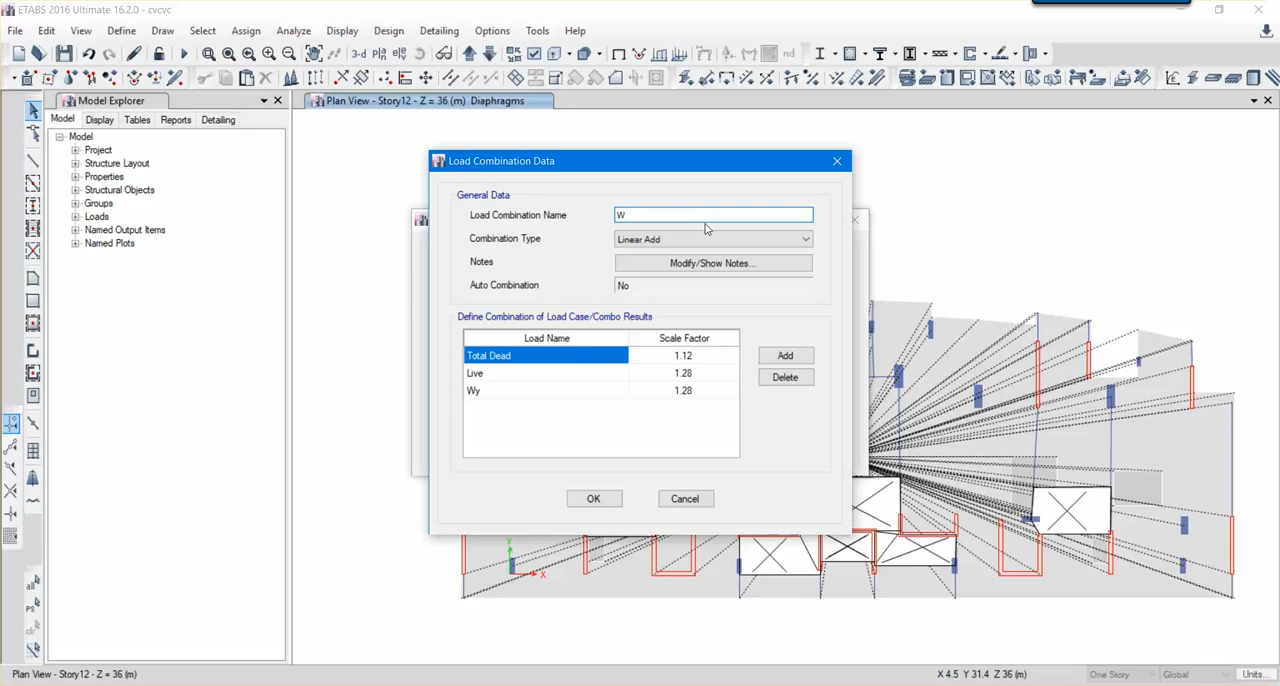 ETABS 2016 Ultimate 16.2.0 - cvcvc
File Edit View Define Draw Select Assign Analyze Display Design Detailing Options Tools Help
3-d
nd
Model Explorer
Plan View - Story12 - Z = 36 (m) Diaphragms
Model Display Tables Reports Detailing
Model
Project
Structure Layout
Properties
Structural Objects
Groups
Loads
Named Output Items
Named Plots
Load Combination Data
General Data
Load Combination Name W
Combination Type Linear Add
Notes Modify/Show Notes...
Auto Combination No
Define Combination of Load Case/Combo Results
Load Name Scale Factor
Total Dead 1.12
Live 1.28
Wy 1.28
Add
Delete
OK Cancel
Y
X
all
PS
clr
Plan View - Story12 - Z = 36 (m)
X 4.5 Y 31.4 Z 36 (m)
One Story Global Units...